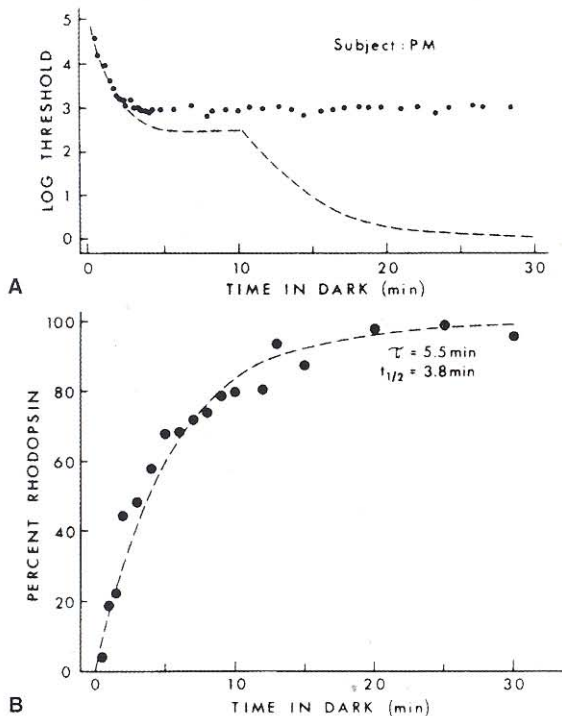 5
4
3
2
1
0
LOG THRESHOLD
Subject: PM
0 10 20 30
TIME IN DARK (min)
A
100
80
60
40
20
0
PERCENT RHODOPSIN
τ = 5.5 min
t1/2 = 3.8 min
0 10 20 30
TIME IN DARK (min)
B